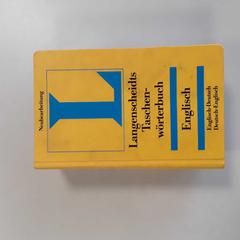 Neubearbeitung
L
Langenscheidts
Taschen-
wörterbuch
Englisch
Englisch-Deutsch
Deutsch-Englisch